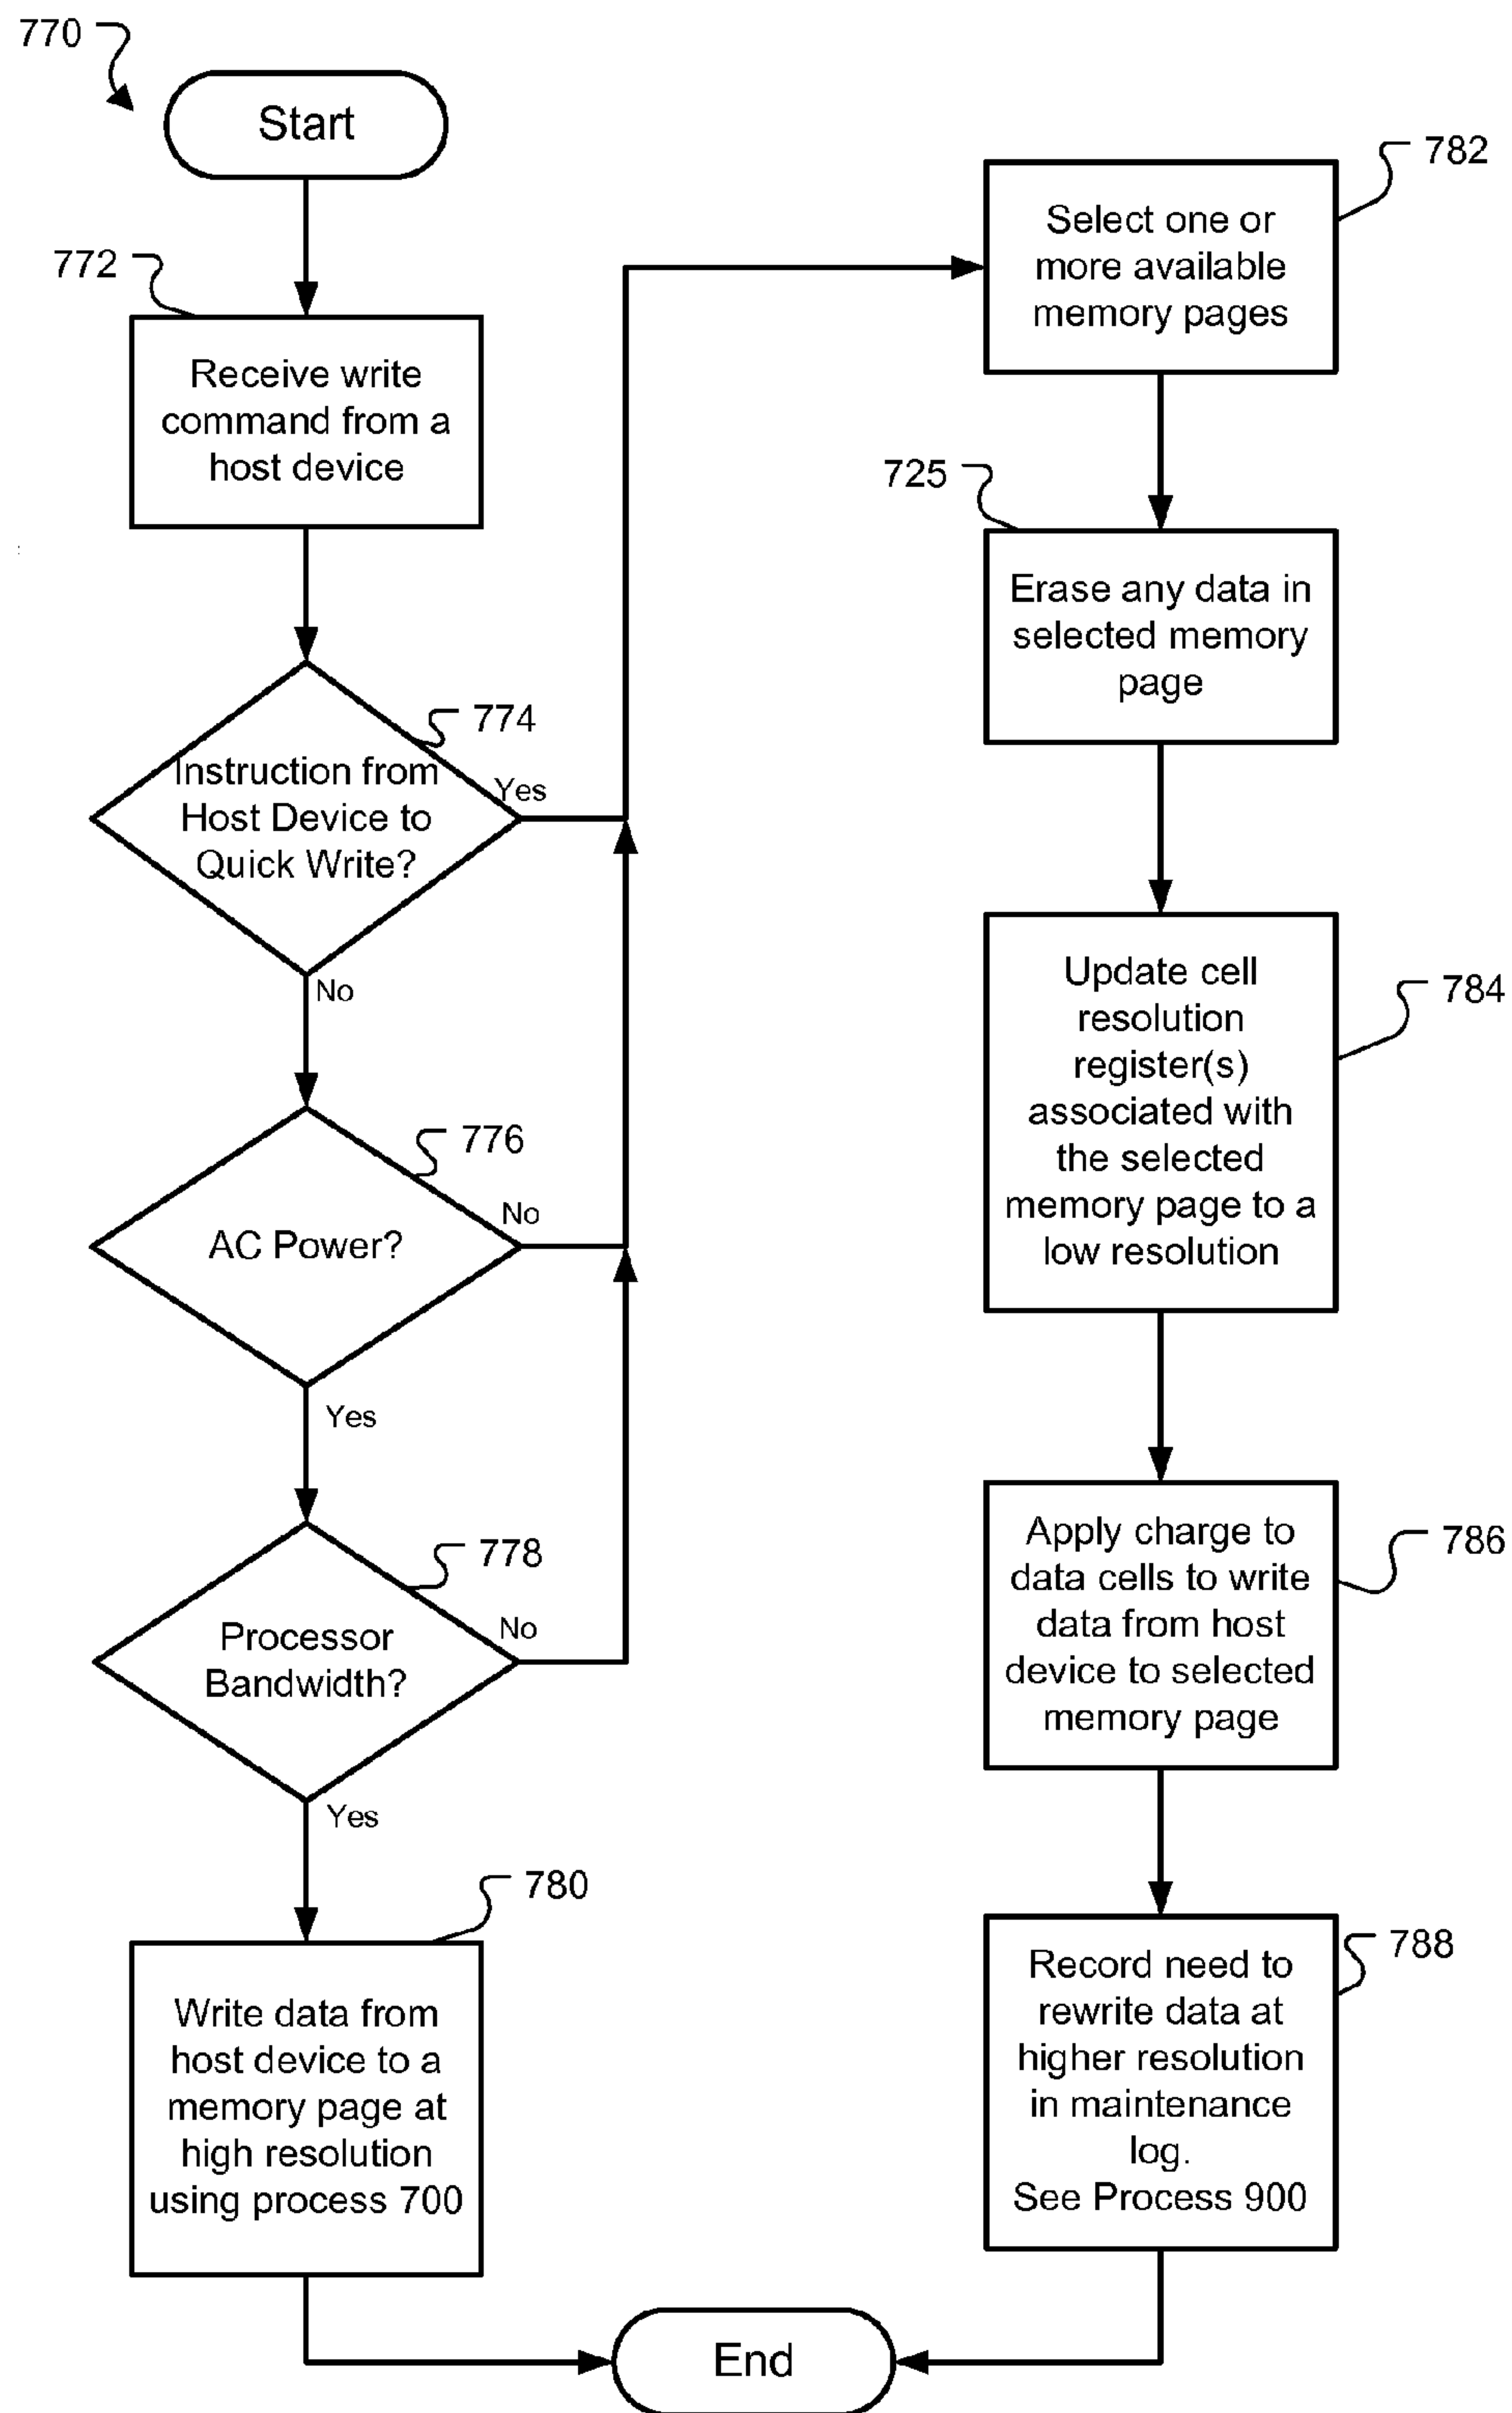 770
Start
772
Receive write
command from a
host device
774
Instruction from
Host Device to
Quick Write?
Yes
No
776
AC Power?
No
Yes
778
Processor
Bandwidth?
No
Yes
780
Write data from
host device to a
memory page at
high resolution
using process 700
782
Select one or
more available
memory pages
725
Erase any data in
selected memory
page
784
Update cell
resolution
register(s)
associated with
the selected
memory page to a
low resolution
786
Apply charge to
data cells to write
data from host
device to selected
memory page
788
Record need to
rewrite data at
higher resolution
in maintenance
log.
See Process 900
End